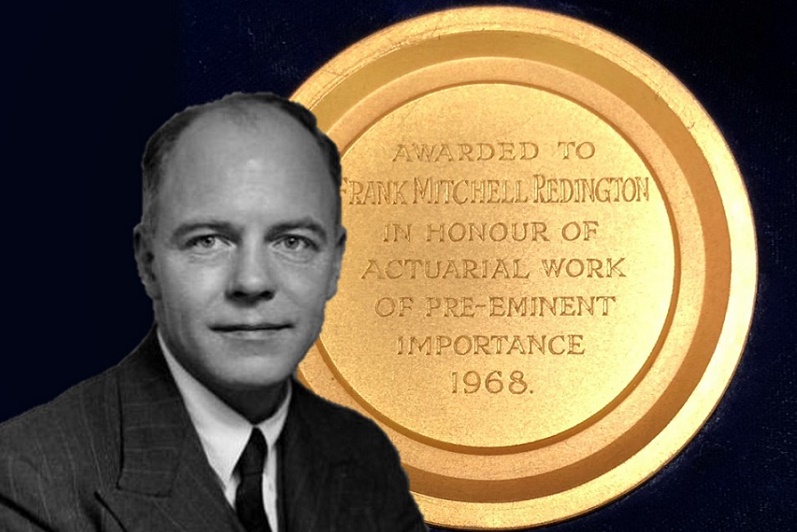 AWARDED TO
FRANK MITCHELL REDINGTON
IN HONOUR OF
ACTUARIAL WORK
OF PRE-EMINENT
IMPORTANCE
1968.